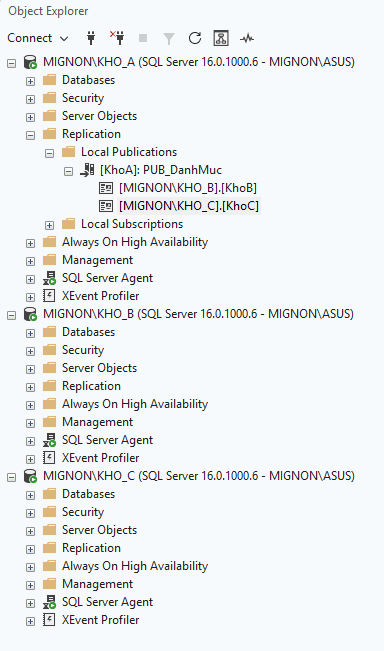 Object Explorer
Connect
MIGNON\KHO_A (SQL Server 16.0.1000.6 - MIGNON\ASUS)
Databases
Security
Server Objects
Replication
Local Publications
[KhoA]: PUB_DanhMuc
[MIGNON\KHO_B].[KhoB]
[MIGNON\KHO_C].[KhoC]
Local Subscriptions
Always On High Availability
Management
SQL Server Agent
XEvent Profiler
MIGNON\KHO_B (SQL Server 16.0.1000.6 - MIGNON\ASUS)
Databases
Security
Server Objects
Replication
Always On High Availability
Management
SQL Server Agent
XEvent Profiler
MIGNON\KHO_C (SQL Server 16.0.1000.6 - MIGNON\ASUS)
Databases
Security
Server Objects
Replication
Always On High Availability
Management
SQL Server Agent
XEvent Profiler